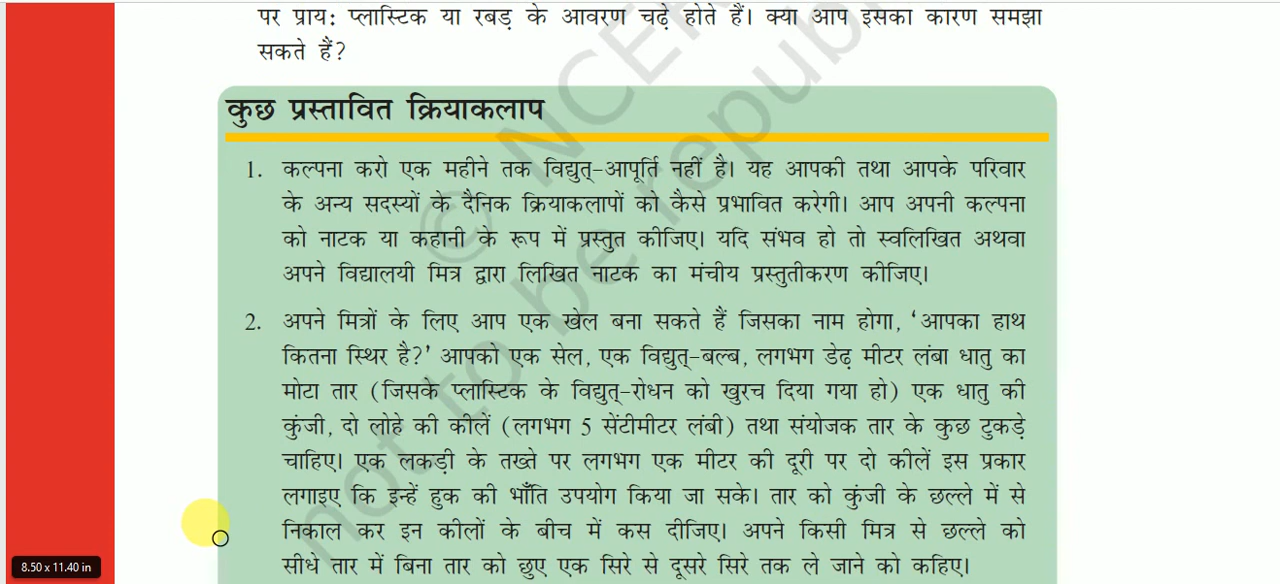 पर प्राय: प्लास्टिक या रबड़ के आवरण चढ़े होते हैं। क्या आप इसका कारण समझा
सकते हैं?
कुछ प्रस्तावित क्रियाकलाप
1. कल्पना करो एक महीने तक विद्युत्-आपूर्ति नहीं है। यह आपकी तथा आपके परिवार
के अन्य सदस्यों के दैनिक क्रियाकलापों को कैसे प्रभावित करेगी। आप अपनी कल्पना
को नाटक या कहानी के रूप में प्रस्तुत कीजिए। यदि संभव हो तो स्वलिखित अथवा
अपने विद्यालयी मित्र द्वारा लिखित नाटक का मंचीय प्रस्तुतीकरण कीजिए।
2. अपने मित्रों के लिए आप एक खेल बना सकते हैं जिसका नाम होगा, ‘आपका हाथ
कितना स्थिर है?’ आपको एक सेल, एक विद्युत्-बल्ब, लगभग डेढ़ मीटर लंबा धातु का
मोटा तार (जिसके प्लास्टिक के विद्युत्-रोधन को खुरच दिया गया हो) एक धातु की
कुंजी, दो लोहे की कीलें (लगभग 5 सेंटीमीटर लंबी) तथा संयोजक तार के कुछ टुकड़े
चाहिए। एक लकड़ी के तख्ते पर लगभग एक मीटर की दूरी पर दो कीलें इस प्रकार
लगाइए कि इन्हें हुक की भाँति उपयोग किया जा सके। तार को कुंजी के छल्ले में से
निकाल कर इन कीलों के बीच में कस दीजिए। अपने किसी मित्र से छल्ले को
सीधे तार में बिना तार को छुए एक सिरे से दूसरे सिरे तक ले जाने को कहिए।
© NCER
not to be republ
8.50 x 11.40 in